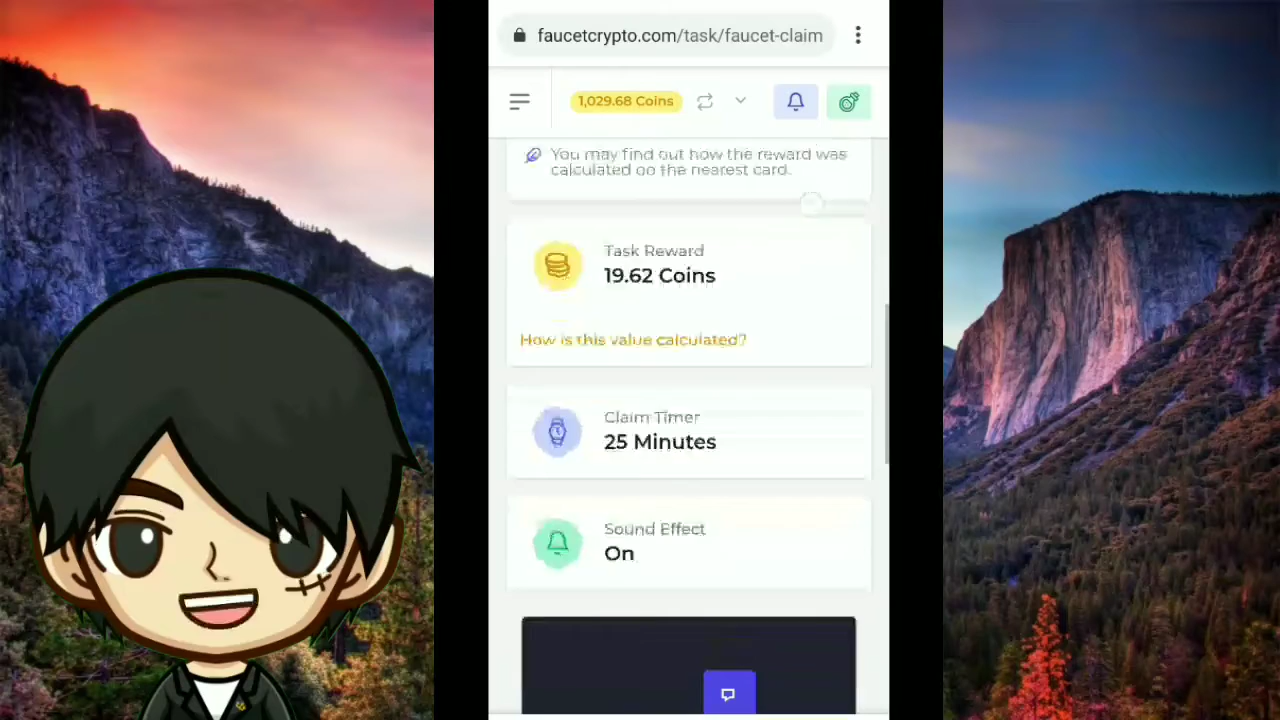 faucetcrypto.com/task/faucet-claim
1,029.68 Coins
You may find out how the reward was
calculated on the nearest card.
Task Reward
19.62 Coins
How is this value calculated?
Claim Timer
25 Minutes
Sound Effect
On